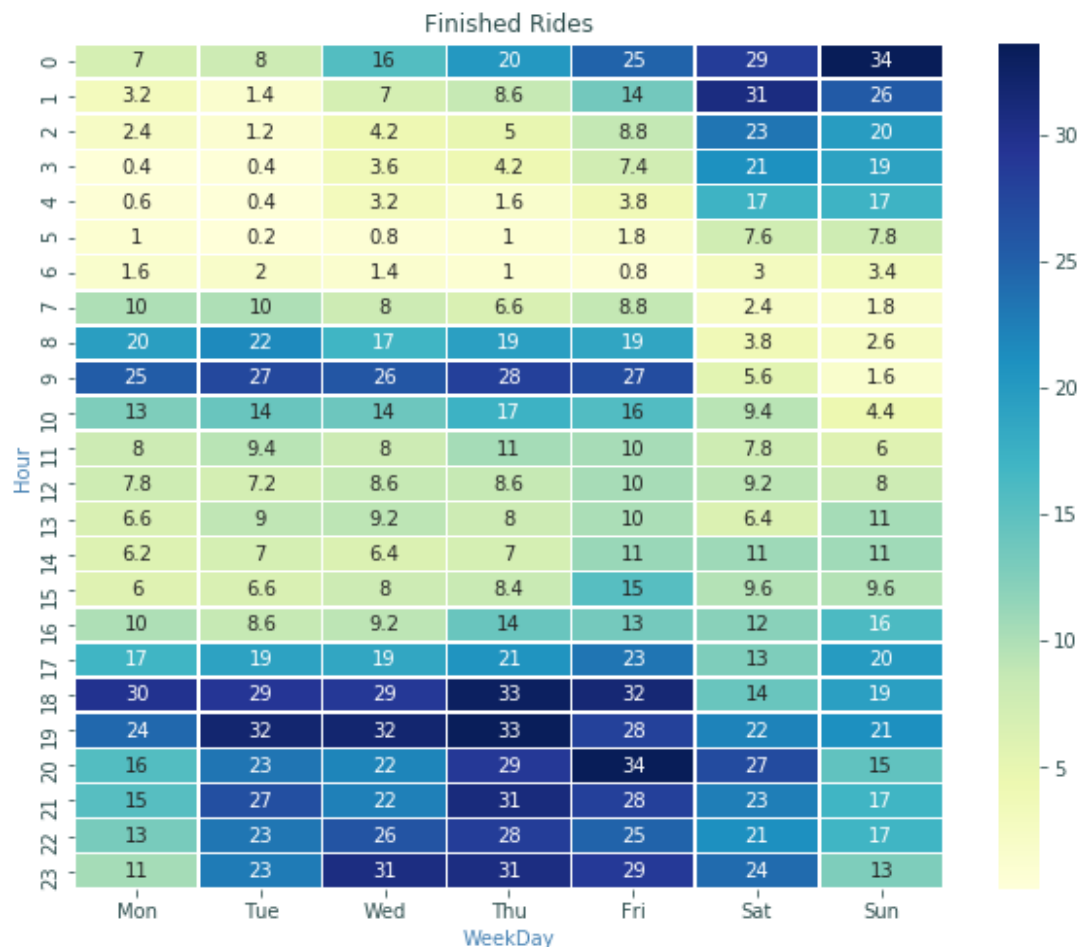 Finished Rides
0 7 8 16 20 25 29 34
1 3.2 1.4 7 8.6 14 31 26
2 2.4 1.2 4.2 5 8.8 23 20
3 0.4 0.4 3.6 4.2 7.4 21 19
4 0.6 0.4 3.2 1.6 3.8 17 17
5 1 0.2 0.8 1 1.8 7.6 7.8
6 1.6 2 1.4 1 0.8 3 3.4
7 10 10 8 6.6 8.8 2.4 1.8
8 20 22 17 19 19 3.8 2.6
9 25 27 26 28 27 5.6 1.6
10 13 14 14 17 16 9.4 4.4
11 8 9.4 8 11 10 7.8 6
12 7.8 7.2 8.6 8.6 10 9.2 8
13 6.6 9 9.2 8 10 6.4 11
14 6.2 7 6.4 7 11 11 11
15 6 6.6 8 8.4 15 9.6 9.6
16 10 8.6 9.2 14 13 12 16
17 17 19 19 21 23 13 20
18 30 29 29 33 32 14 19
19 24 32 32 33 28 22 21
20 16 23 22 29 34 27 15
21 15 27 22 31 28 23 17
22 13 23 26 28 25 21 17
23 11 23 31 31 29 24 13
Mon Tue Wed Thu Fri Sat Sun
WeekDay
Hour
30
25
20
15
10
5